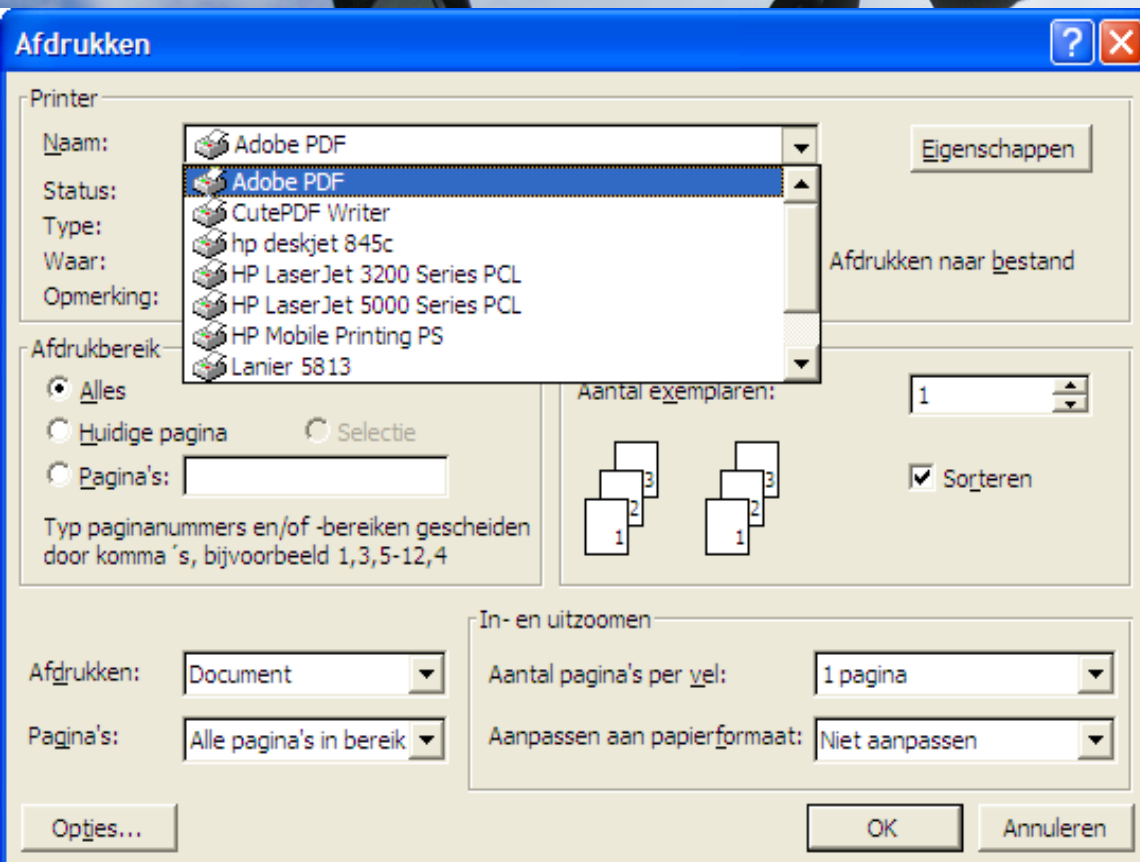 Afdrukken
Printer
Naam: Adobe PDF Eigenschappen
Adobe PDF
Status:
CutePDF Writer
Type:
hp deskjet 845c
Waar: Afdrukken naar bestand
HP LaserJet 3200 Series PCL
Opmerking:
HP LaserJet 5000 Series PCL
HP Mobile Printing PS
Lanier 5813
Afdrukbereik
Alles
Huidige pagina Selectie
Pagina's:
Typ paginanummers en/of -bereiken gescheiden
door komma ´s, bijvoorbeeld 1,3,5-12,4
Aantal exemplaren: 1
3 3
2 2
1 1
Sorteren
Afdrukken: Document
Pagina's: Alle pagina's in bereik
In- en uitzoomen
Aantal pagina's per vel: 1 pagina
Aanpassen aan papierformaat: Niet aanpassen
Opties... OK Annuleren